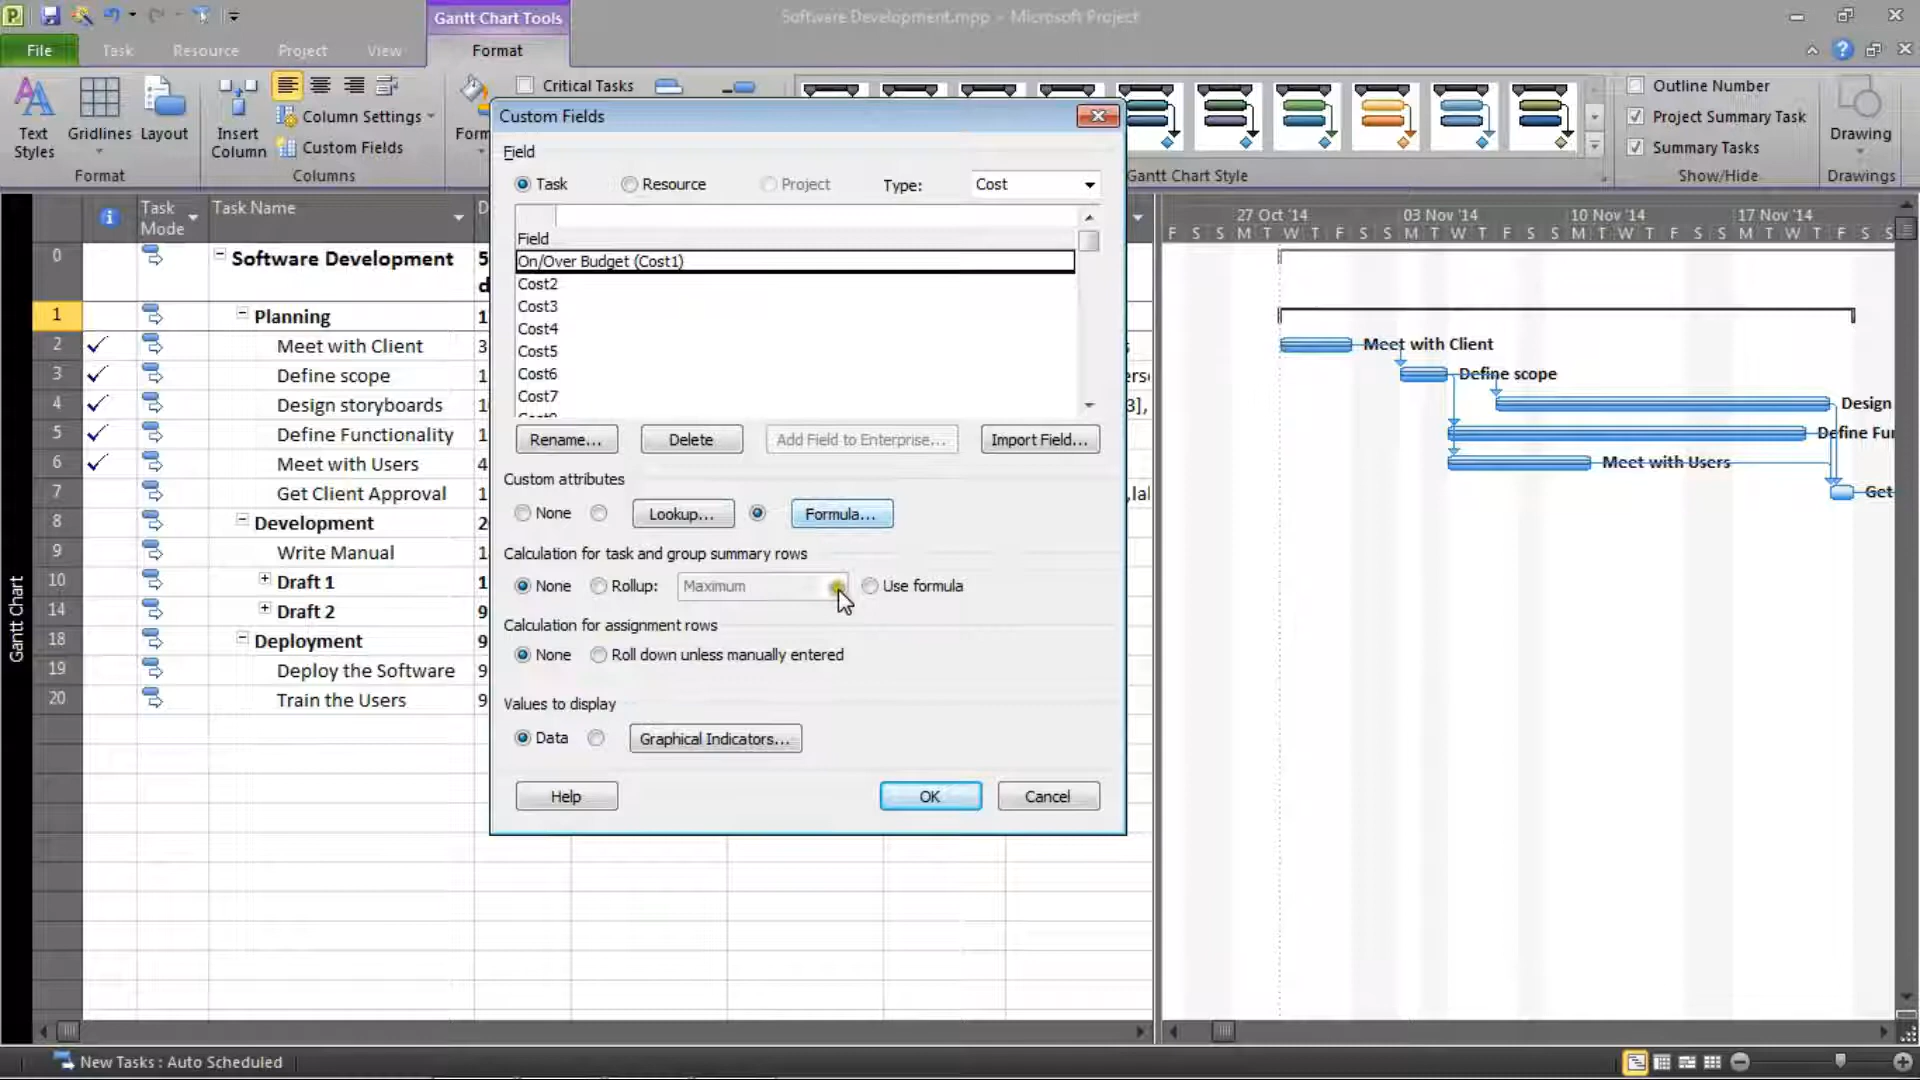 Gantt Chart Tools
Software Development.mpp - Microsoft Project
File Task Resource Project View Format
Critical Tasks
Outline Number
Column Settings
Project Summary Task
Text Styles
Gridlines
Layout
Insert Column
Custom Fields
Summary Tasks
Drawing
Format
Columns
Gantt Chart Style
Show/Hide
Drawings
Custom Fields
Field
Task Resource Project Type: Cost
Field
On/Over Budget (Cost1)
Cost2
Cost3
Cost4
Cost5
Cost6
Cost7
Rename... Delete Add Field to Enterprise... Import Field...
Custom attributes
None Lookup... Formula...
Calculation for task and group summary rows
None Rollup: Maximum Use formula
Calculation for assignment rows
None Roll down unless manually entered
Values to display
Data Graphical Indicators...
Help OK Cancel
Task Mode
Task Name
0 Software Development
1 Planning
2 Meet with Client
3 Define scope
4 Design storyboards
5 Define Functionality
6 Meet with Users
7 Get Client Approval
8 Development
9 Write Manual
10 Draft 1
14 Draft 2
18 Deployment
19 Deploy the Software
20 Train the Users
27 Oct '14 03 Nov '14 10 Nov '14 17 Nov '14
F S S M T W T F S S M T W T F S S M T W T F S S M T W T F S S
Meet with Client
Define scope
Design
Define Fur
Meet with Users
Get
Gantt Chart
New Tasks : Auto Scheduled